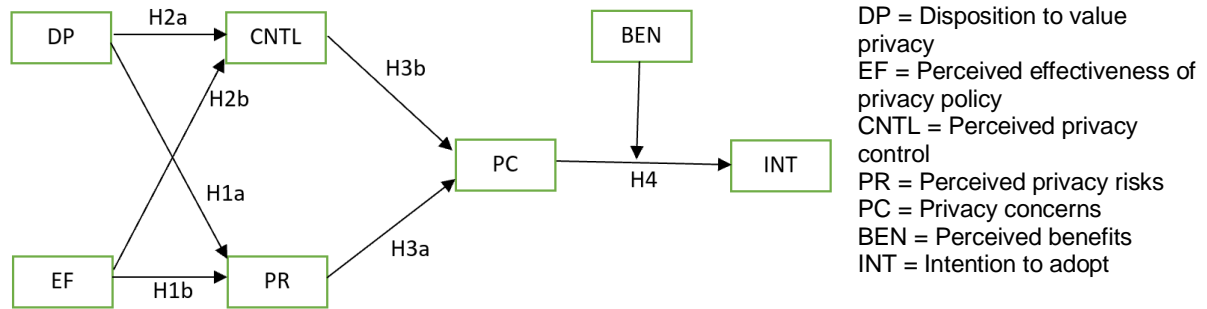 DP
H2a
CNTL
BEN
H3b
H2b
PC
INT
H4
H1a
H3a
EF
H1b
PR
DP = Disposition to value
privacy
EF = Perceived effectiveness of
privacy policy
CNTL = Perceived privacy
control
PR = Perceived privacy risks
PC = Privacy concerns
BEN = Perceived benefits
INT = Intention to adopt